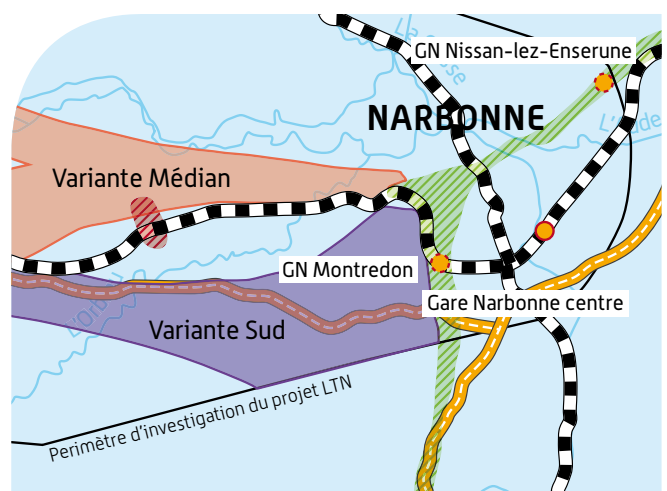 GN Nissan-lez-Enserune
NARBONNE
Variante Médian
GN Montredon
Gare Narbonne centre
Variante Sud
Perimètre d'investigation du projet LTN